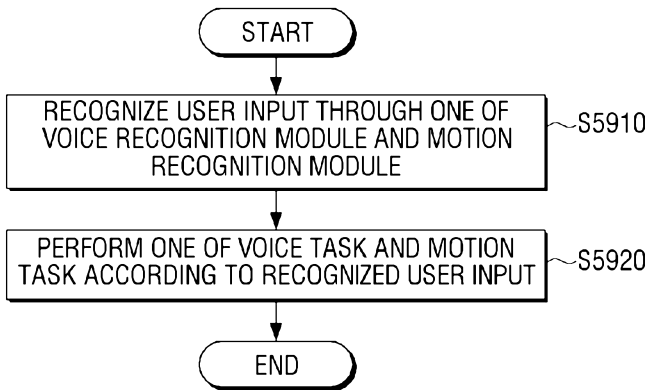 START
RECOGNIZE USER INPUT THROUGH ONE OF
VOICE RECOGNITION MODULE AND MOTION
RECOGNITION MODULE
S5910
PERFORM ONE OF VOICE TASK AND MOTION
TASK ACCORDING TO RECOGNIZED USER INPUT
S5920
END